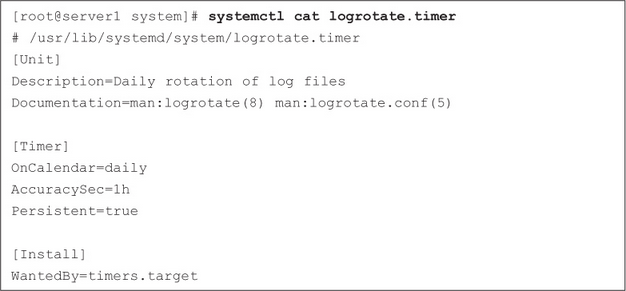 [root@server1 system]# systemctl cat logrotate.timer
# /usr/lib/systemd/system/logrotate.timer
[Unit]
Description=Daily rotation of log files
Documentation=man:logrotate(8) man:logrotate.conf(5)

[Timer]
OnCalendar=daily
AccuracySec=1h
Persistent=true

[Install]
WantedBy=timers.target